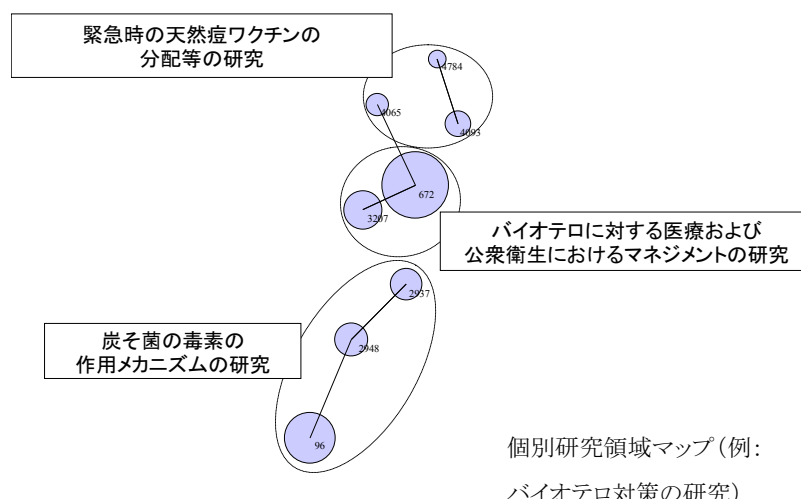 緊急時の天然痘ワクチンの
分配等の研究
4784
4065
4093
672
3207
バイオテロに対する医療および
公衆衛生におけるマネジメントの研究
2937
炭そ菌の毒素の
作用メカニズムの研究
2948
96
個別研究領域マップ（例：
バイオテロ対策の研究）